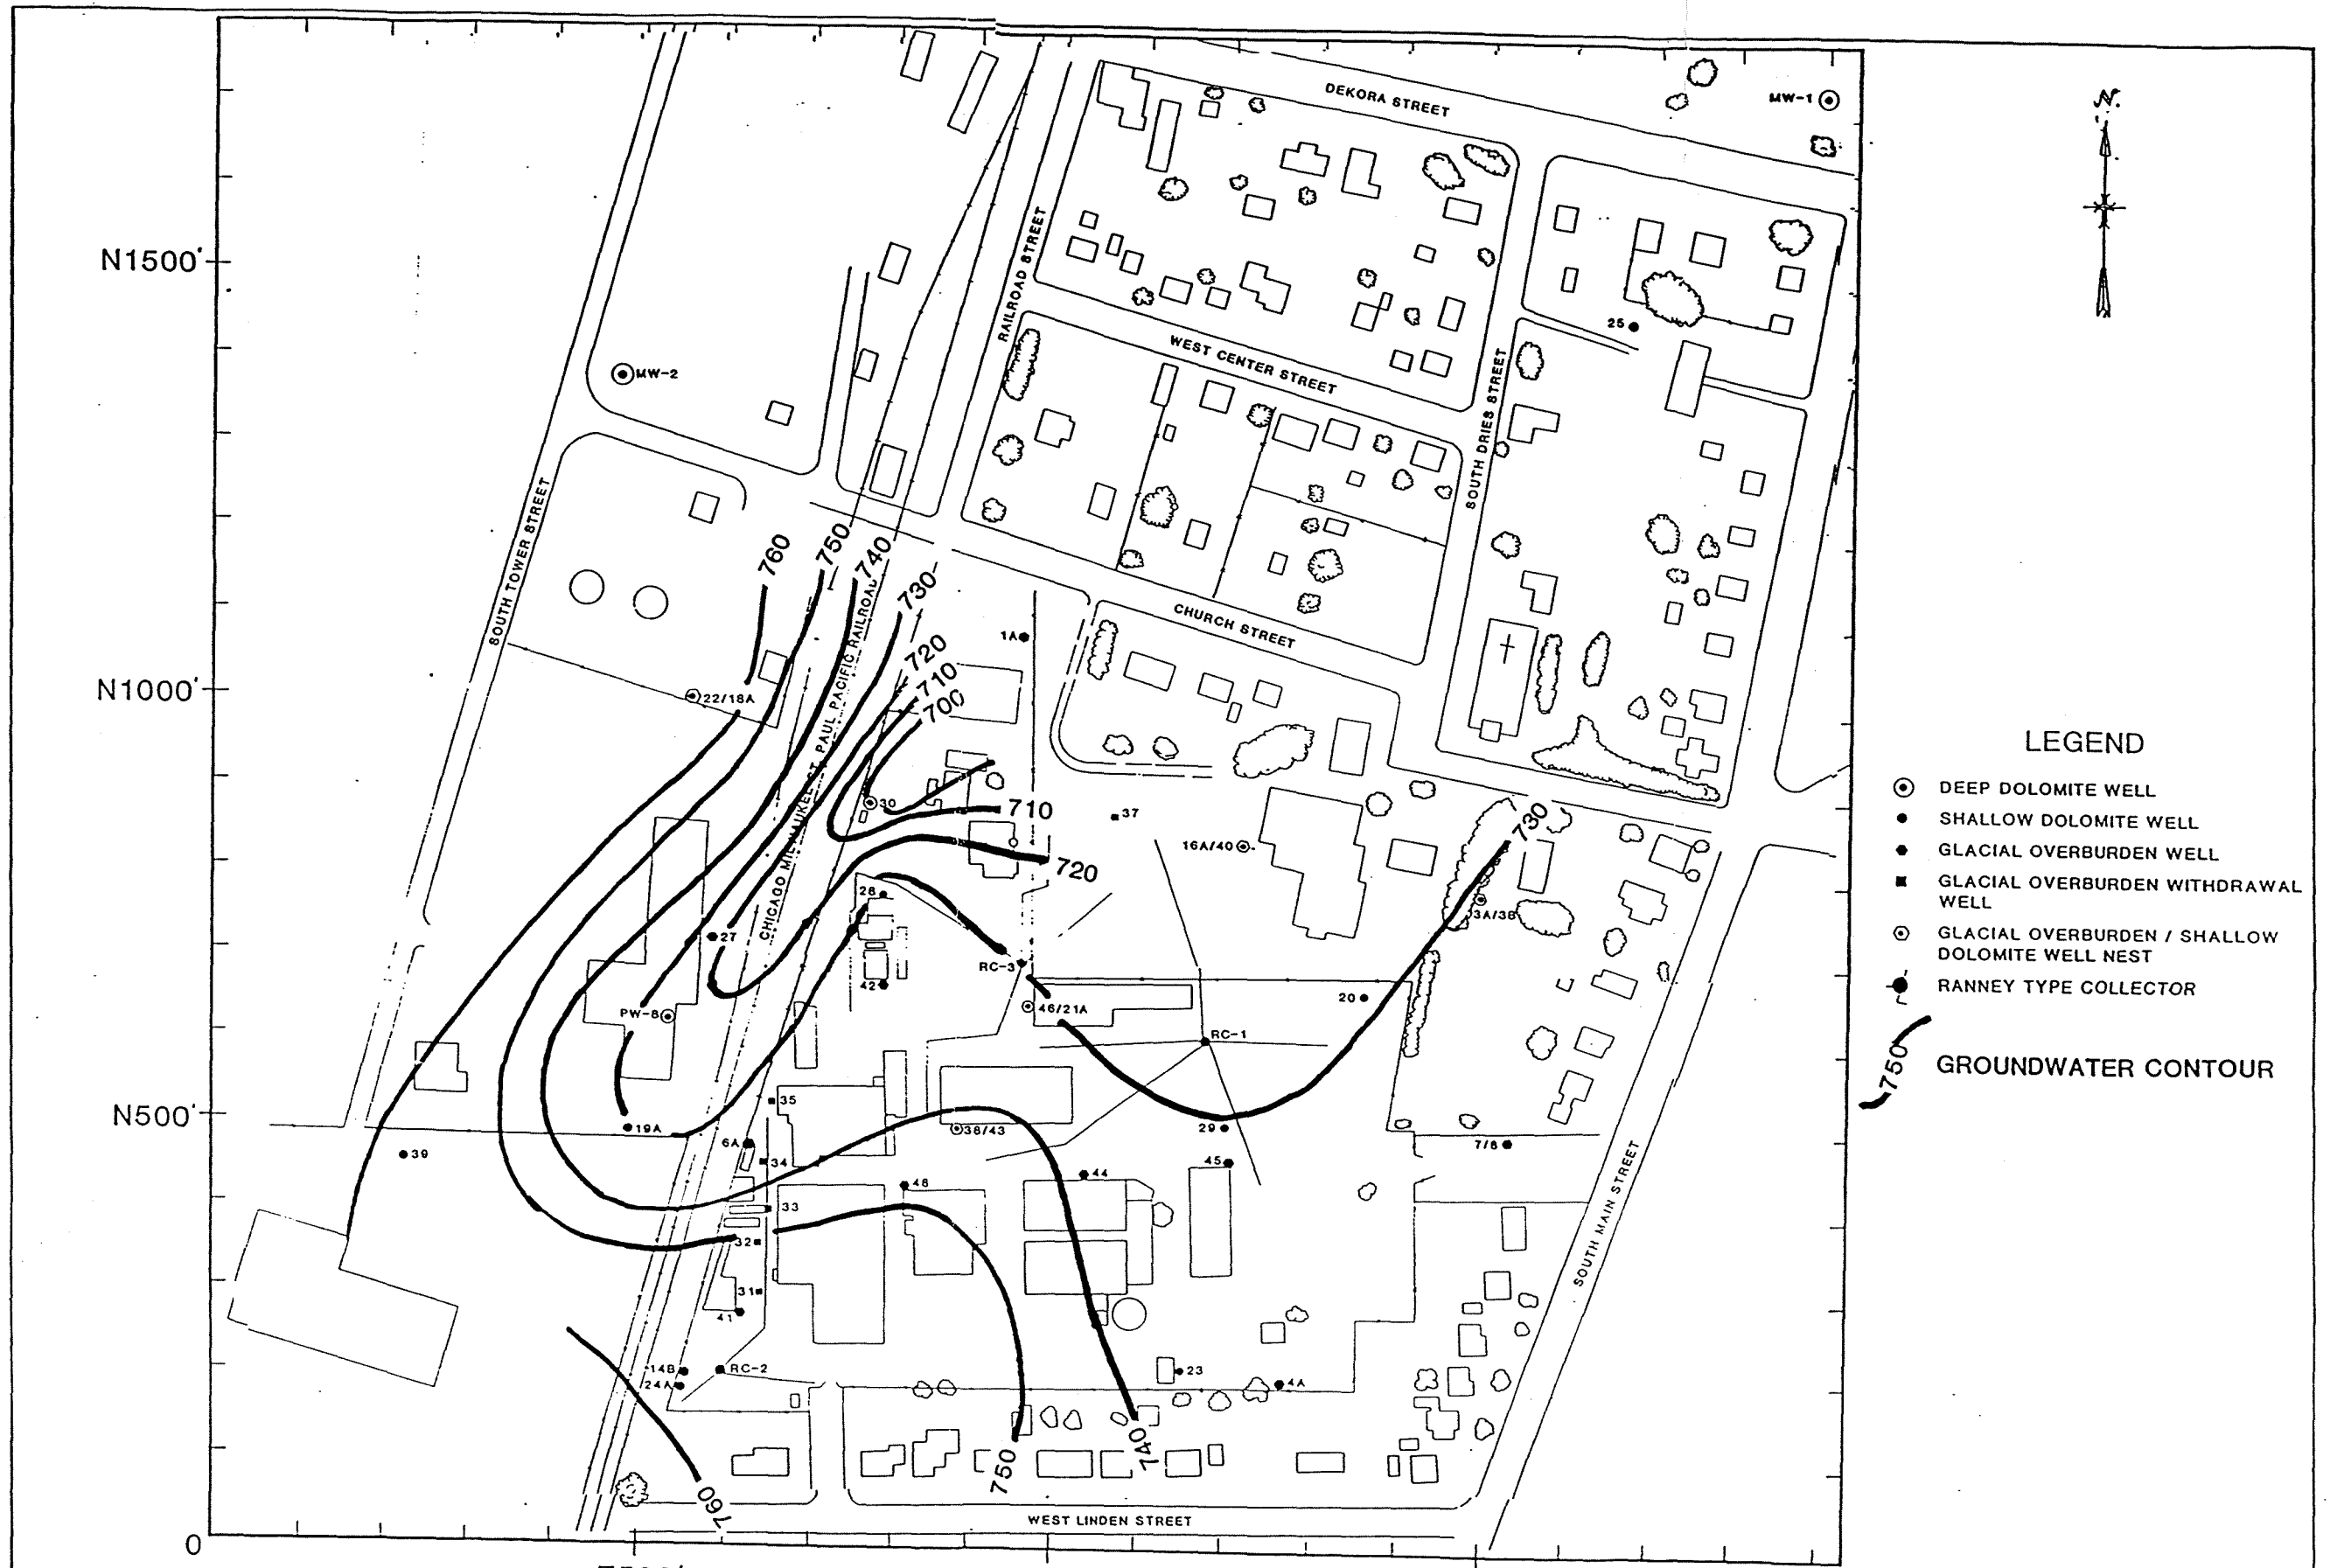 DEKORA STREET
MW-1
N.
N1500'
RAILROAD STREET
25
WEST CENTER STREET
MW-2
SOUTH DRIES STREET
SOUTH TOWER STREET
760
750
740
730
CHURCH STREET
1A
720
710
700
N1000'
22/18A
CHICAGO MILWAUKEE ST. PAUL PACIFIC RAILROAD
LEGEND
DEEP DOLOMITE WELL
SHALLOW DOLOMITE WELL
GLACIAL OVERBURDEN WELL
GLACIAL OVERBURDEN WITHDRAWAL
WELL
GLACIAL OVERBURDEN / SHALLOW
DOLOMITE WELL NEST
RANNEY TYPE COLLECTOR
750
GROUNDWATER CONTOUR
30
710
37
730
16A/40
720
28
27
RC-3
42
20
46/21A
PW-8
RC-1
35
N500'
19A
6A
38/43
29
39
34
44
45
33
32
31
41
14B
24A
RC-2
23
4A
SOUTH MAIN STREET
750
740
760
WEST LINDEN STREET
0